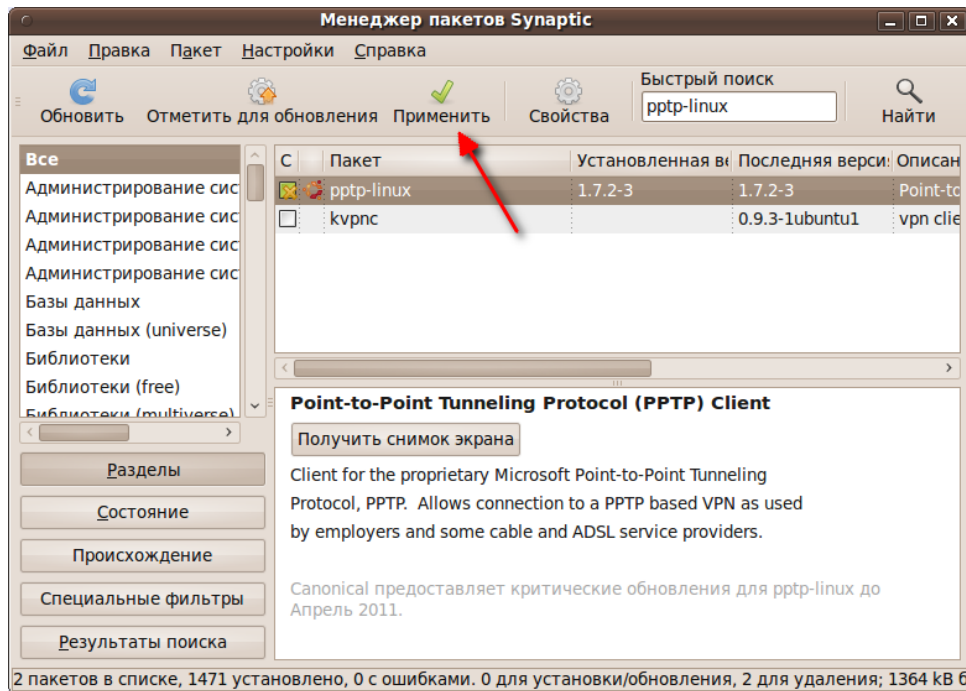 Менеджер пакетов Synaptic
Файл Правка Пакет Настройки Справка
Быстрый поиск
Обновить Отметить для обновления Применить Свойства pptp-linux Найти
Все
С Пакет Установленная ве Последняя верси: Описан
Администрирование сис
pptp-linux 1.7.2-3 1.7.2-3 Point-to
Администрирование сис
kvpnc 0.9.3-1ubuntu1 vpn clie
Администрирование сис
Администрирование сис
Базы данных
Базы данных (universe)
Библиотеки
Библиотеки (free)
Библиотеки (multiverse)
Разделы
Состояние
Происхождение
Специальные фильтры
Результаты поиска
Point-to-Point Tunneling Protocol (PPTP) Client
Получить снимок экрана
Client for the proprietary Microsoft Point-to-Point Tunneling
Protocol, PPTP. Allows connection to a PPTP based VPN as used
by employers and some cable and ADSL service providers.
Canonical предоставляет критические обновления для pptp-linux до
Апрель 2011.
2 пакетов в списке, 1471 установлено, 0 с ошибками. 0 для установки/обновления, 2 для удаления; 1364 kB б